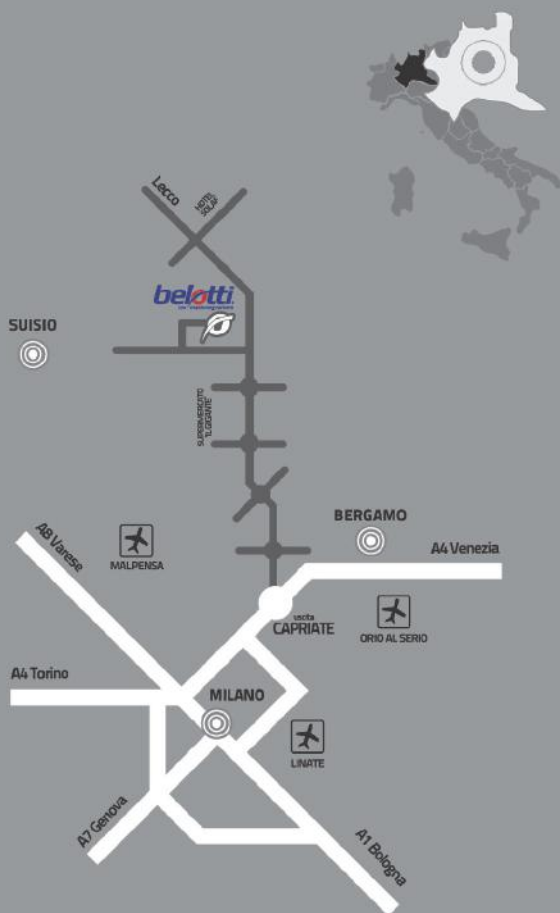 Lecco
HOTEL
SOLAF
belotti
SUISIO
SUPERMERCATO
"IL GIGANTE"
BERGAMO
A8 Varese
MALPENSA
A4 Venezia
uscita
CAPRIATE
ORIO AL SERIO
A4 Torino
MILANO
LINATE
A7 Genova
A1 Bologna